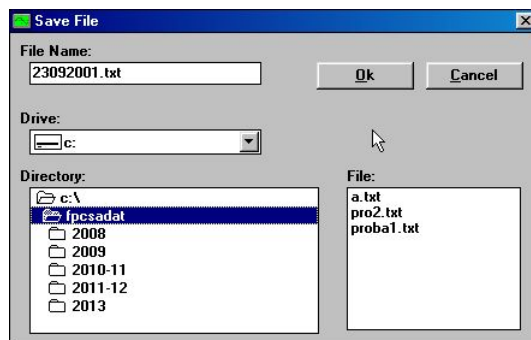 Save File
File Name:
23092001.txt
Ok
Cancel
Drive:
c:
Directory:
c:\
fpcsadat
2008
2009
2010-11
2011-12
2013
File:
a.txt
pro2.txt
proba1.txt